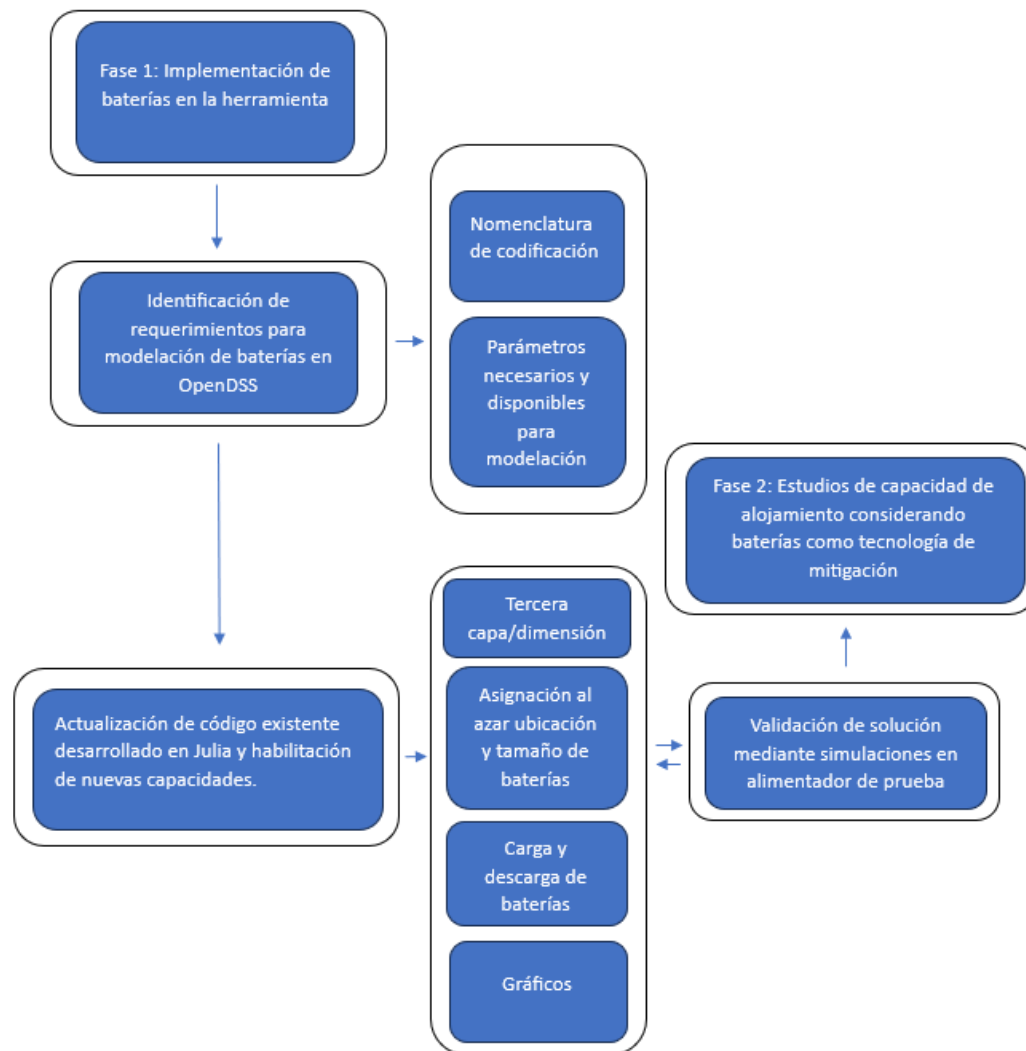 Fase 1: Implementación de
baterías en la herramienta
Identificación de
requerimientos para
modelación de baterías en
OpenDSS
Nomenclatura
de codificación
Parámetros
necesarios y
disponibles
para
modelación
Actualización de código existente
desarrollado en Julia y habilitación
de nuevas capacidades.
Tercera
capa/dimensión
Asignación al
azar ubicación
y tamaño de
baterías
Carga y
descarga de
baterías
Gráficos
Validación de solución
mediante simulaciones en
alimentador de prueba
Fase 2: Estudios de capacidad de
alojamiento considerando
baterías como tecnología de
mitigación